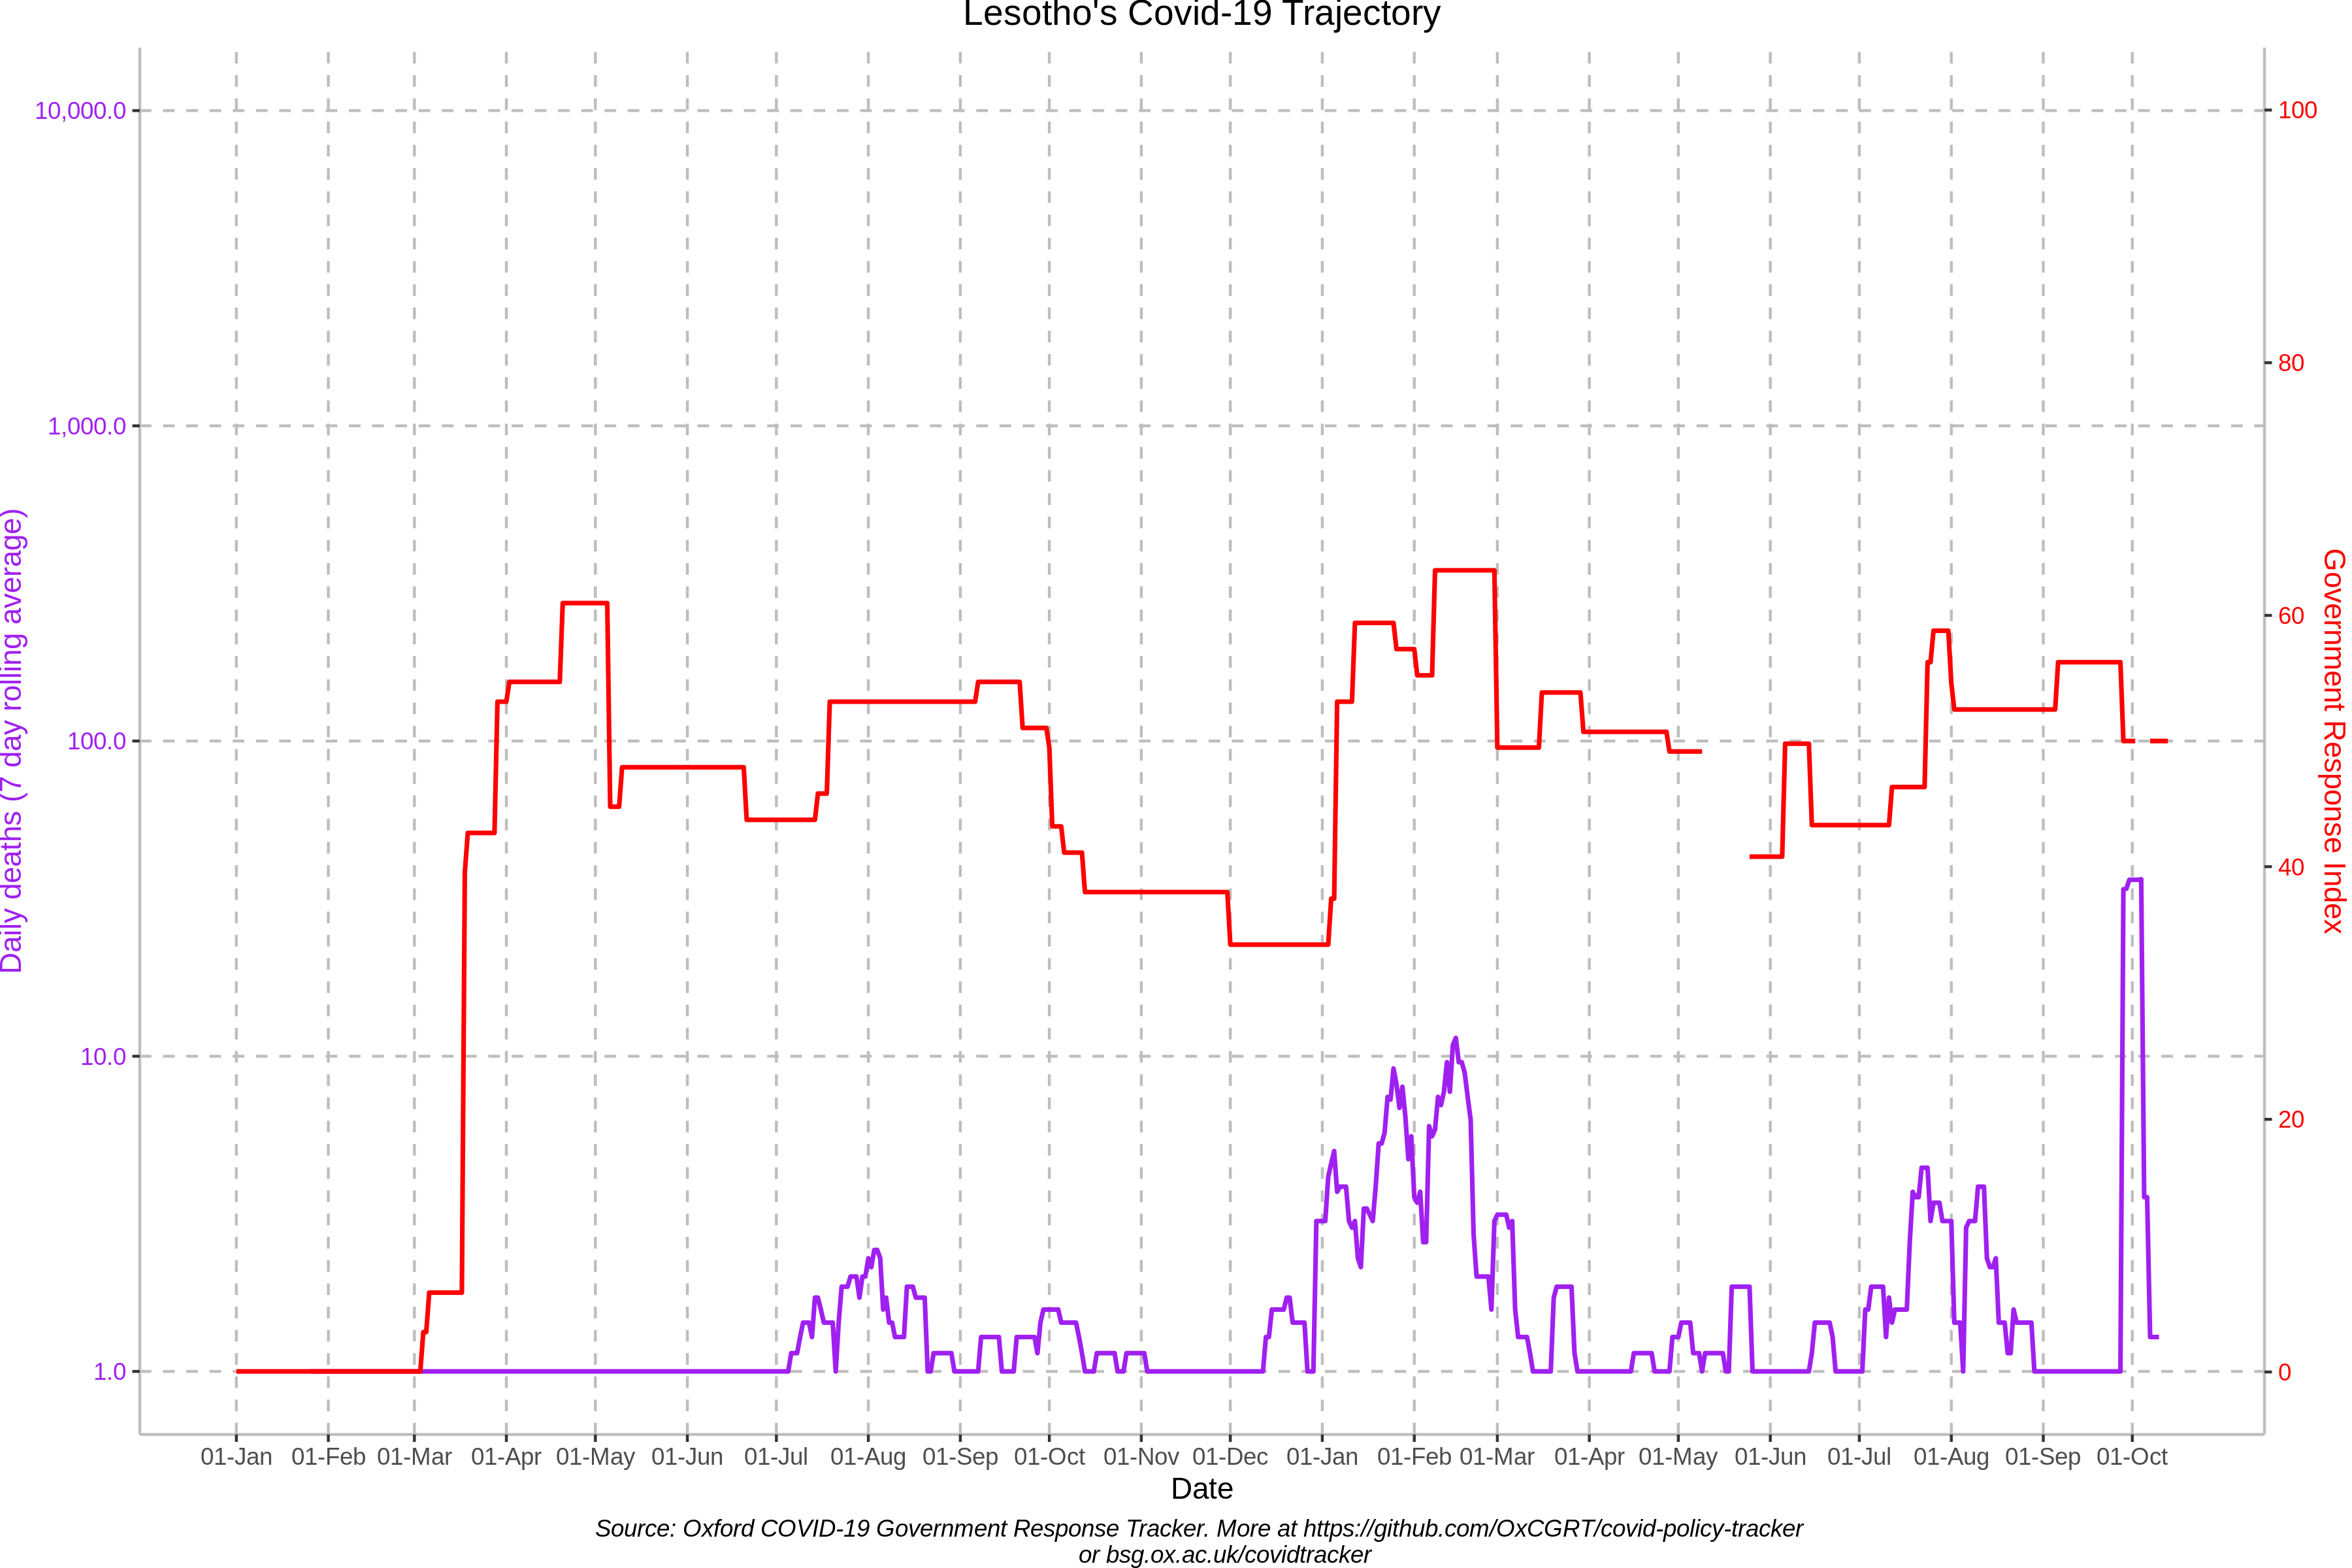 Lesotho's Covid-19 Trajectory
10,000.0
1,000.0
100.0
10.0
1.0
Daily deaths (7 day rolling average)
100
80
60
40
20
0
Government Response Index
01-Jan 01-Feb 01-Mar 01-Apr 01-May 01-Jun 01-Jul 01-Aug 01-Sep 01-Oct 01-Nov 01-Dec 01-Jan 01-Feb 01-Mar 01-Apr 01-May 01-Jun 01-Jul 01-Aug 01-Sep 01-Oct
Date
Source: Oxford COVID-19 Government Response Tracker. More at https://github.com/OxCGRT/covid-policy-tracker
or bsg.ox.ac.uk/covidtracker